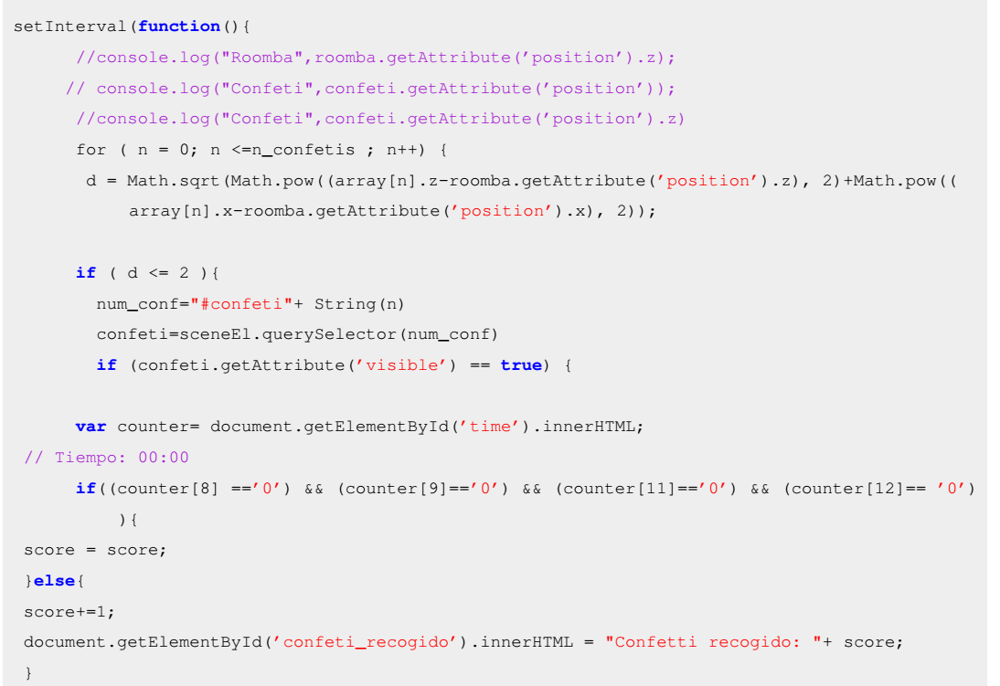 setInterval(function(){
//console.log("Roomba",roomba.getAttribute('position').z);
// console.log("Confeti",confeti.getAttribute('position'));
//console.log("Confeti",confeti.getAttribute('position').z)
for ( n = 0; n <=n_confetis ; n++) {
d = Math.sqrt(Math.pow((array[n].z-roomba.getAttribute('position').z), 2)+Math.pow((
array[n].x-roomba.getAttribute('position').x), 2));
if ( d <= 2 ){
num_conf="#confeti"+ String(n)
confeti=sceneEl.querySelector(num_conf)
if (confeti.getAttribute('visible') == true) {
var counter= document.getElementById('time').innerHTML;
// Tiempo: 00:00
if((counter[8] =='0') && (counter[9]=='0') && (counter[11]=='0') && (counter[12]== '0')
){
score = score;
}else{
score+=1;
document.getElementById('confeti_recogido').innerHTML = "Confetti recogido: "+ score;
}